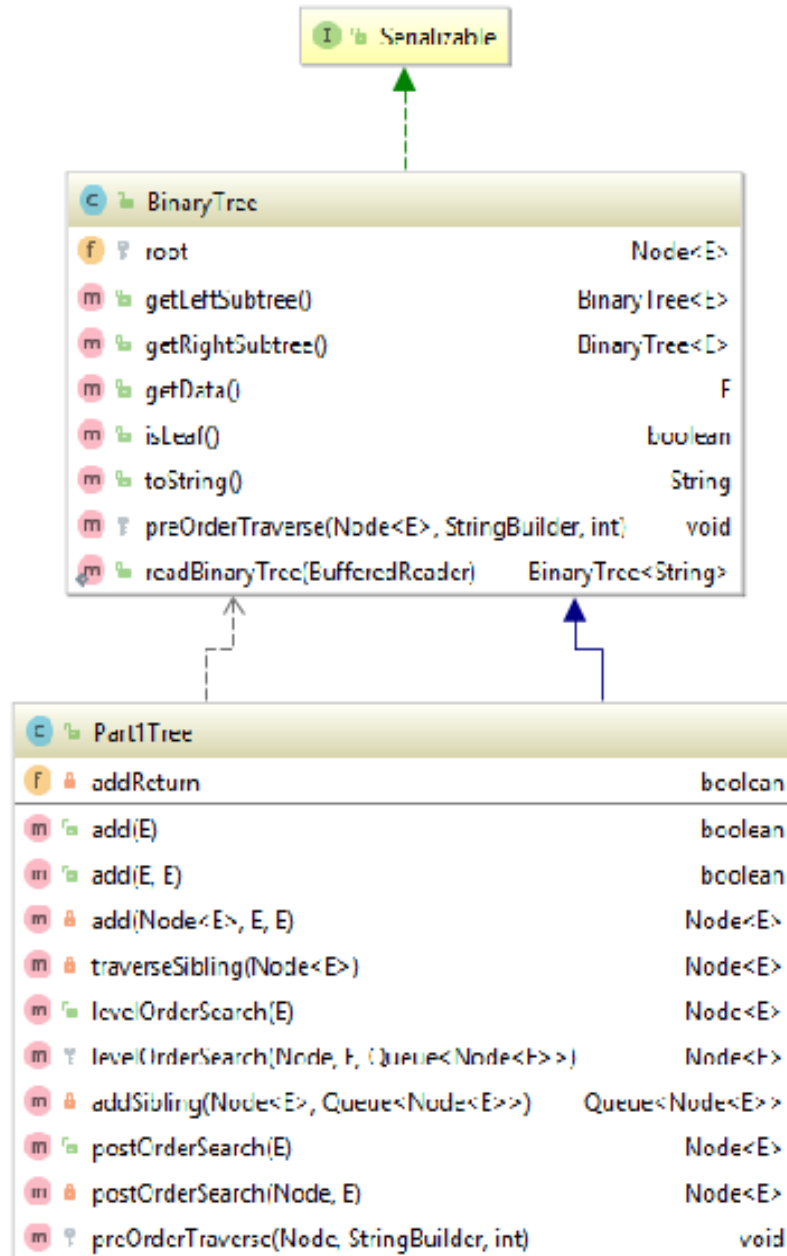 I Serializable
C BinaryTree
f root Node<E>
m getLeftSubtree() BinaryTree<E>
m getRightSubtree() BinaryTree<E>
m getData() E
m isLeaf() boolean
m toString() String
m preOrderTraverse(Node<E>, StringBuilder, int) void
m readBinaryTree(BufferedReader) BinaryTree<String>
C Part1Tree
f addReturn boolean
m add(E) boolean
m add(E, E) boolean
m add(Node<E>, E, E) Node<E>
m traverseSibling(Node<E>) Node<E>
m levelOrderSearch(E) Node<E>
m levelOrderSearch(Node, E, Queue<Node<E>>) Node<E>
m addSibling(Node<E>, Queue<Node<E>>) Queue<Node<E>>
m postOrderSearch(E) Node<E>
m postOrderSearch(Node, E) Node<E>
m preOrderTraverse(Node, StringBuilder, int) void